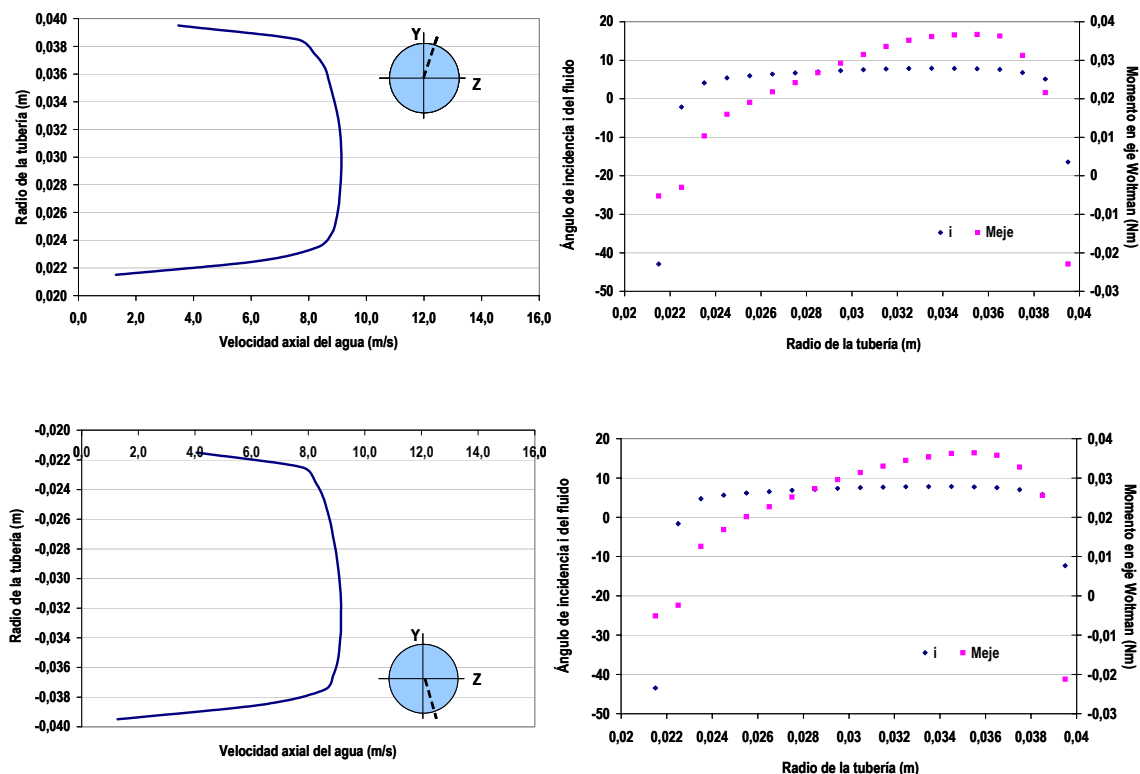 0,040
0,038
0,036
0,034
0,032
0,030
0,028
0,026
0,024
0,022
0,020
Radio de la tubería (m)
0,0 2,0 4,0 6,0 8,0 10,0 12,0 14,0 16,0
Velocidad axial del agua (m/s)
Y
Z
20
10
0
-10
-20
-30
-40
-50
Ángulo de incidencia i del fluido
0,04
0,03
0,02
0,01
0
-0,01
-0,02
-0,03
Momento en eje Woltman (Nm)
i Meje
0,02 0,022 0,024 0,026 0,028 0,03 0,032 0,034 0,036 0,038 0,04
Radio de la tubería (m)
-0,020
0,0 2,0 4,0 6,0 8,0 10,0 12,0 14,0 16,0
-0,022
-0,024
-0,026
-0,028
-0,030
-0,032
-0,034
-0,036
-0,038
-0,040
Radio de la tubería (m)
Velocidad axial del agua (m/s)
Y
Z
20
10
0
-10
-20
-30
-40
-50
Ángulo de incidencia i del fluido
0,04
0,03
0,02
0,01
0
-0,01
-0,02
-0,03
Momento en eje Woltman (Nm)
i Meje
0,02 0,022 0,024 0,026 0,028 0,03 0,032 0,034 0,036 0,038 0,04
Radio de la tubería (m)